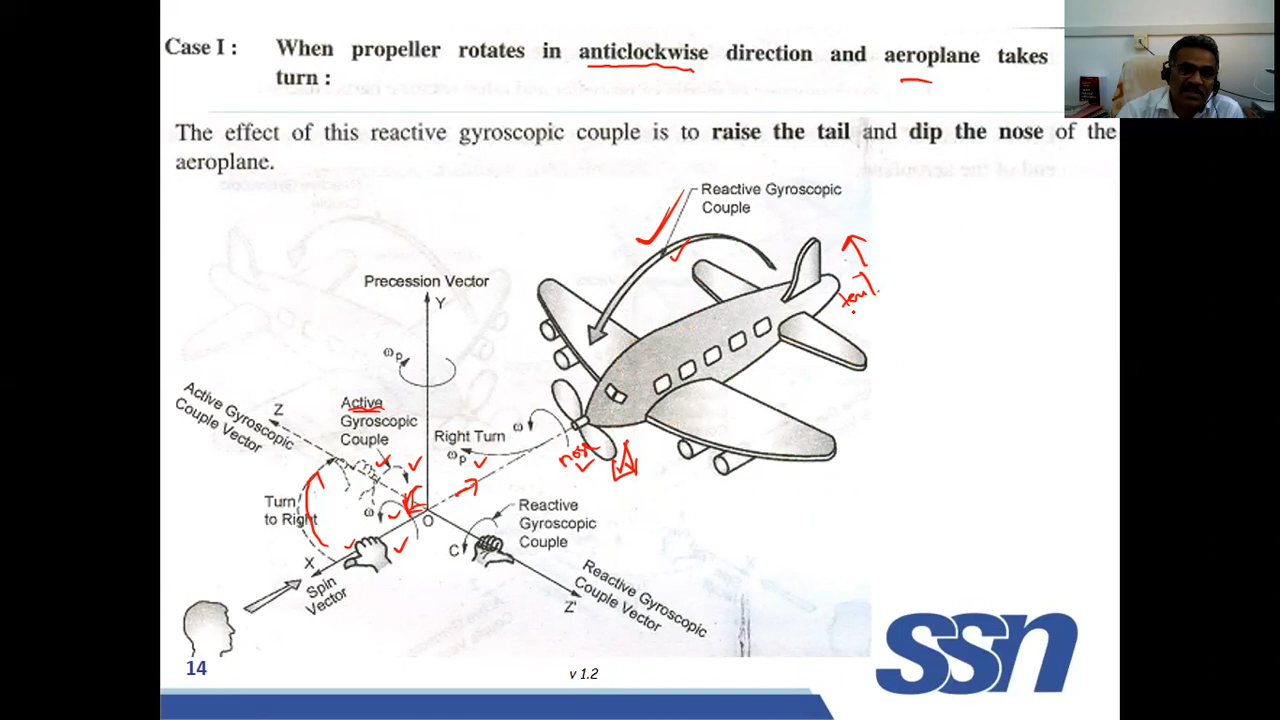 Case I : When propeller rotates in anticlockwise direction and aeroplane takes
turn :
The effect of this reactive gyroscopic couple is to raise the tail and dip the nose of the
aeroplane.
Reactive Gyroscopic
Couple
Precession Vector
Y
ωp
Active Gyroscopic
Couple Vector
Z
Active
Gyroscopic
Couple
Right Turn
ω
ωp
nose
Turn
to Right
ω
O
Reactive
Gyroscopic
Couple
C
X
Spin
Vector
Reactive Gyroscopic
Couple Vector
Z'
ssn
14
v 1.2